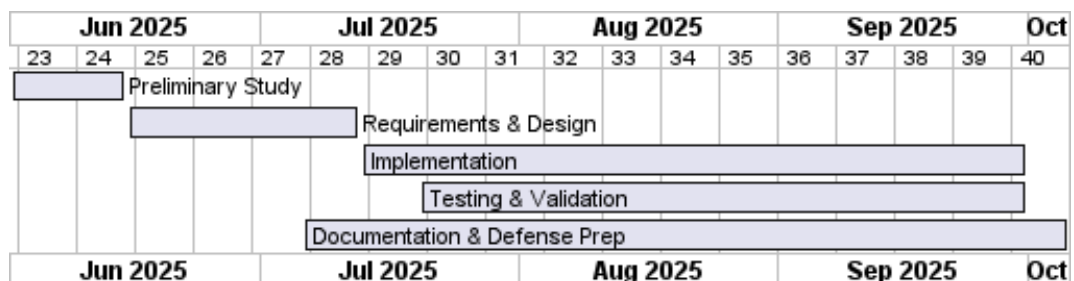 Jun 2025 Jul 2025 Aug 2025 Sep 2025 Oct
23 24 25 26 27 28 29 30 31 32 33 34 35 36 37 38 39 40
Preliminary Study
Requirements & Design
Implementation
Testing & Validation
Documentation & Defense Prep
Jun 2025 Jul 2025 Aug 2025 Sep 2025 Oct